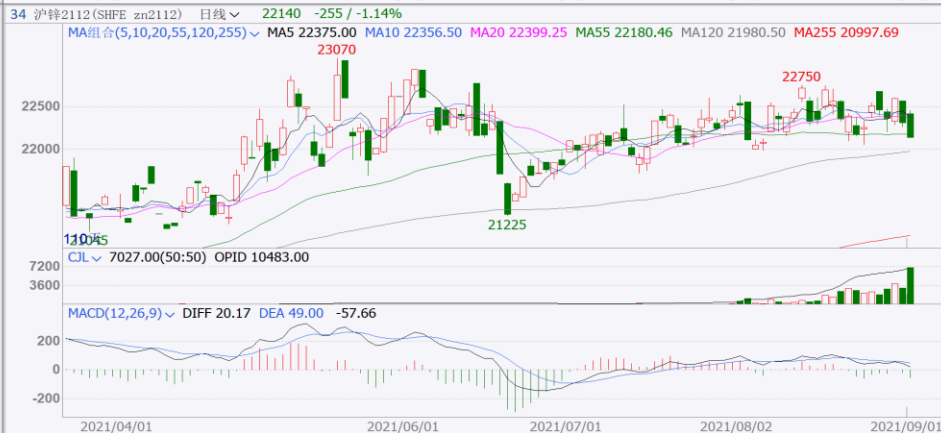 34 沪锌2112(SHFE zn2112) 日线 22140 -255 / -1.14%
MA组合(5,10,20,55,120,255) MA5 22375.00 MA10 22356.50 MA20 22399.25 MA55 22180.46 MA120 21980.50 MA255 20997.69
23070
22750
22500
22000
21225
21045
CJL 7027.00(50:50) OPID 10483.00
7200
3600
MACD(12,26,9) DIFF 20.17 DEA 49.00 -57.66
200
0
-200
2021/04/01 2021/06/01 2021/07/01 2021/08/02 2021/09/01